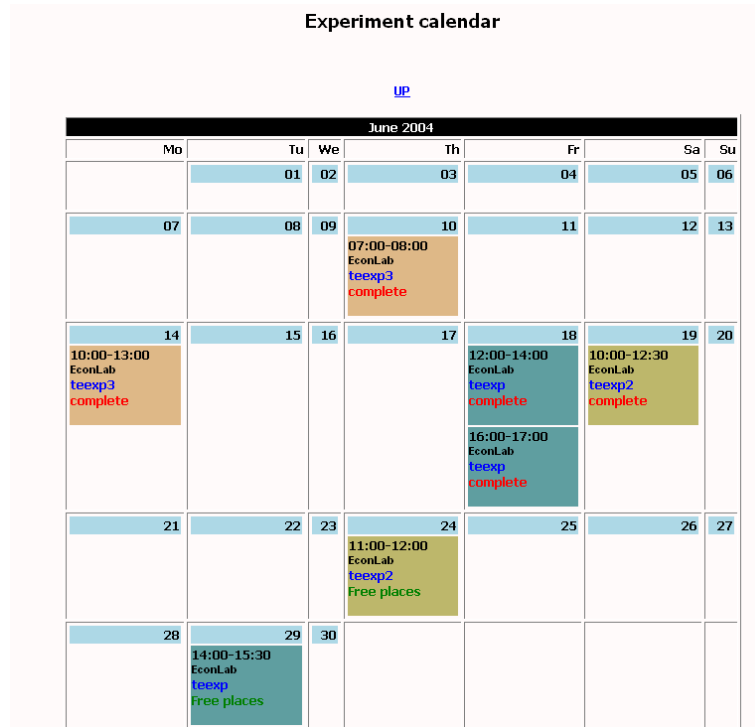 Experiment calendar
UP
June 2004
Mo Tu We Th Fr Sa Su
01 02 03 04 05 06
07 08 09 10 11 12 13
07:00-08:00
EconLab
teexp3
complete
14 15 16 17 18 19 20
10:00-13:00
EconLab
teexp3
complete
12:00-14:00
EconLab
teexp
complete
16:00-17:00
EconLab
teexp
complete
10:00-12:30
EconLab
teexp2
complete
21 22 23 24 25 26 27
11:00-12:00
EconLab
teexp2
Free places
28 29 30
14:00-15:30
EconLab
teexp
Free places